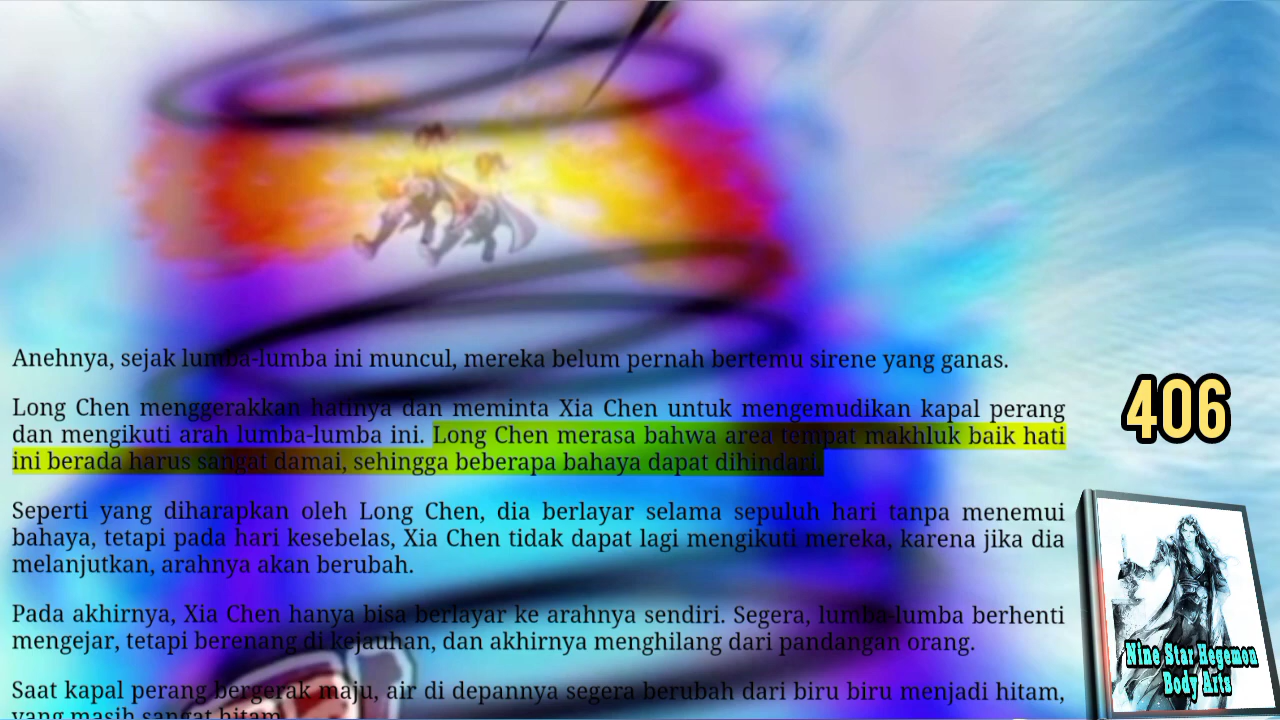 Anehnya, sejak lumba-lumba ini muncul, mereka belum pernah bertemu sirene yang ganas.
Long Chen menggerakkan hatinya dan meminta Xia Chen untuk mengemudikan kapal perang
dan mengikuti arah lumba-lumba ini. Long Chen merasa bahwa area tempat makhluk baik hati
ini berada harus sangat damai, sehingga beberapa bahaya dapat dihindari.
Seperti yang diharapkan oleh Long Chen, dia berlayar selama sepuluh hari tanpa menemui
bahaya, tetapi pada hari kesebelas, Xia Chen tidak dapat lagi mengikuti mereka, karena jika dia
melanjutkan, arahnya akan berubah.
Pada akhirnya, Xia Chen hanya bisa berlayar ke arahnya sendiri. Segera, lumba-lumba berhenti
mengejar, tetapi berenang di kejauhan, dan akhirnya menghilang dari pandangan orang.
Saat kapal perang bergerak maju, air di depannya segera berubah dari biru biru menjadi hitam,
yang masih sangat hitam.
406
Nine Star Hegemon
Body Arts